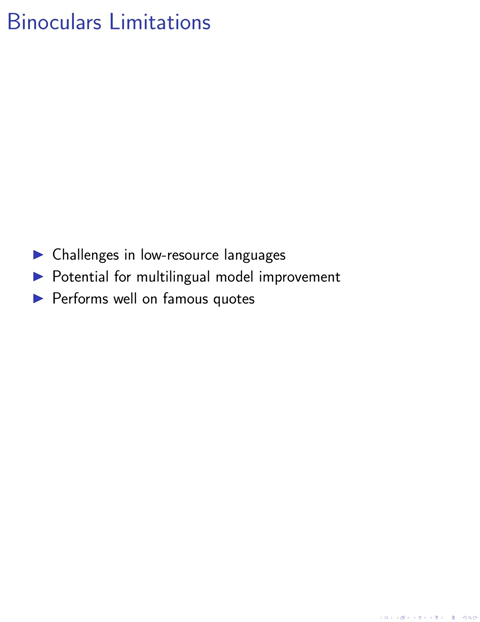 Binoculars Limitations
Challenges in low-resource languages
Potential for multilingual model improvement
Performs well on famous quotes